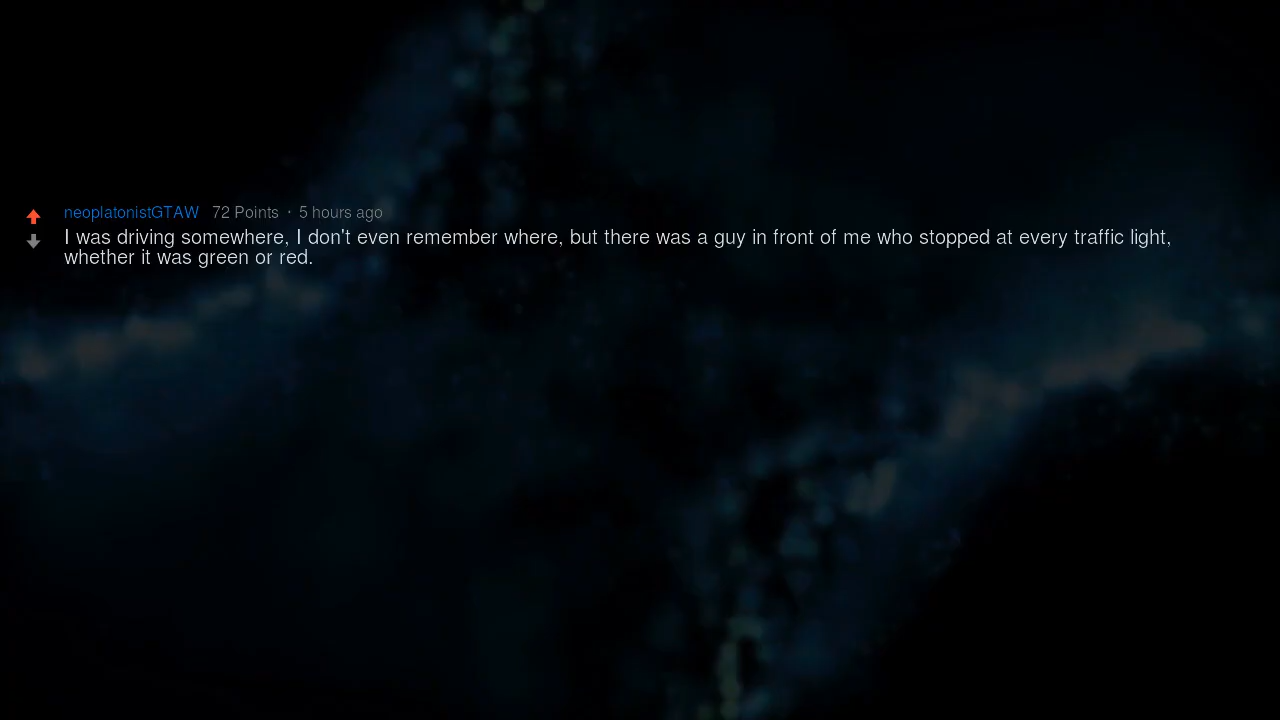 neoplatonistGTAW 72 Points · 5 hours ago
I was driving somewhere, I don't even remember where, but there was a guy in front of me who stopped at every traffic light,
whether it was green or red.